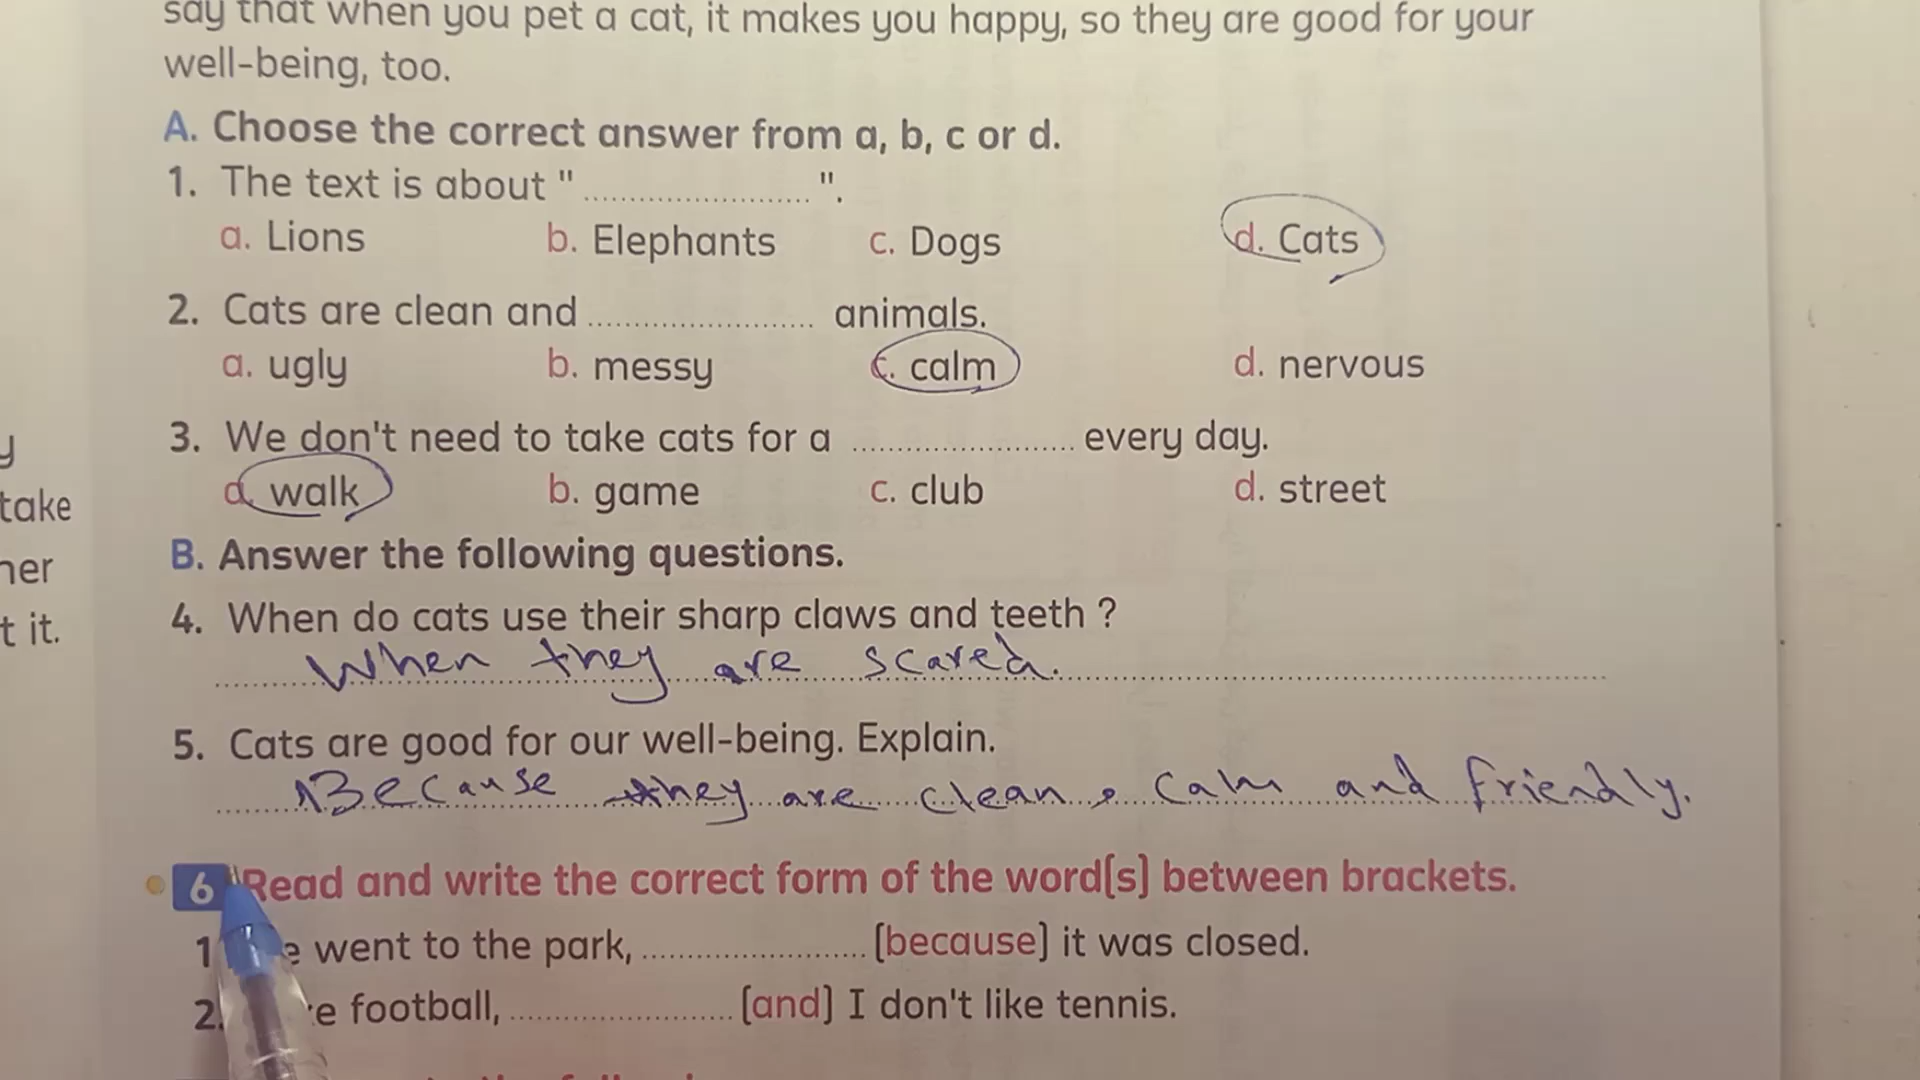 say that when you pet a cat, it makes you happy, so they are good for your
well-being, too.
A. Choose the correct answer from a, b, c or d.
1. The text is about " .................... ".
a. Lions b. Elephants c. Dogs d. Cats
2. Cats are clean and .................... animals.
a. ugly b. messy c. calm d. nervous
3. We don't need to take cats for a .................... every day.
a. walk b. game c. club d. street
take
t it.
B. Answer the following questions.
4. When do cats use their sharp claws and teeth ?
When they are scared.
5. Cats are good for our well-being. Explain.
Because they are clean, calm and friendly.
6 Read and write the correct form of the word(s) between brackets.
1 went to the park, .................... [because] it was closed.
2. football, .................... [and] I don't like tennis.